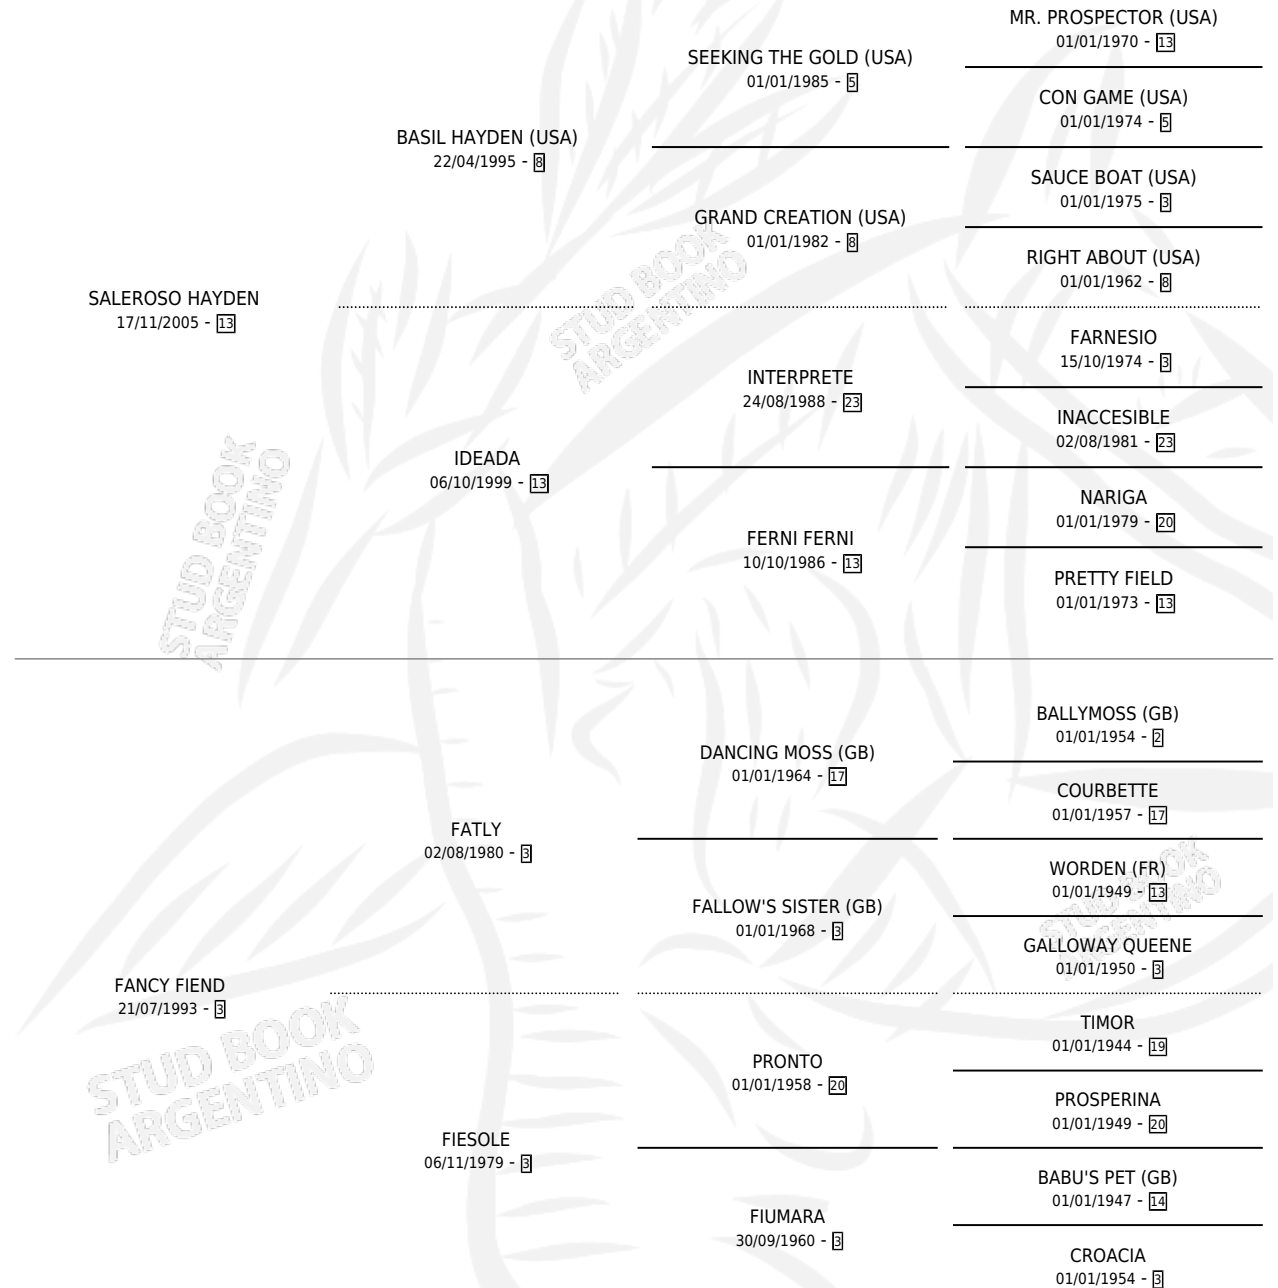 MR. PROSPECTOR (USA)
01/01/1970 - 13
SEEKING THE GOLD (USA)
01/01/1985 - 5
CON GAME (USA)
01/01/1974 - 5
BASIL HAYDEN (USA)
22/04/1995 - 8
SAUCE BOAT (USA)
01/01/1975 - 3
GRAND CREATION (USA)
01/01/1982 - 8
RIGHT ABOUT (USA)
01/01/1962 - 8
SALEROSO HAYDEN
17/11/2005 - 13
FARNESIO
15/10/1974 - 3
INTERPRETE
24/08/1988 - 23
INACCESIBLE
02/08/1981 - 23
IDEADA
06/10/1999 - 13
NARIGA
01/01/1979 - 20
FERNI FERNI
10/10/1986 - 13
PRETTY FIELD
01/01/1973 - 13
BALLYMOSS (GB)
01/01/1954 - 2
DANCING MOSS (GB)
01/01/1964 - 17
COURBETTE
01/01/1957 - 17
FATLY
02/08/1980 - 3
WORDEN (FR)
01/01/1949 - 13
FALLOW'S SISTER (GB)
01/01/1968 - 3
GALLOWAY QUEENE
01/01/1950 - 3
FANCY FIEND
21/07/1993 - 3
TIMOR
01/01/1944 - 19
PRONTO
01/01/1958 - 20
PROSPERINA
01/01/1949 - 20
FIESOLE
06/11/1979 - 3
BABU'S PET (GB)
01/01/1947 - 14
FIUMARA
30/09/1960 - 3
CROACIA
01/01/1954 - 3
STUD BOOK
ARGENTINO
STUD BOOK
ARGENTINO
STUD BOOK
ARGENTINO
STUD BOOK
ARGENTINO